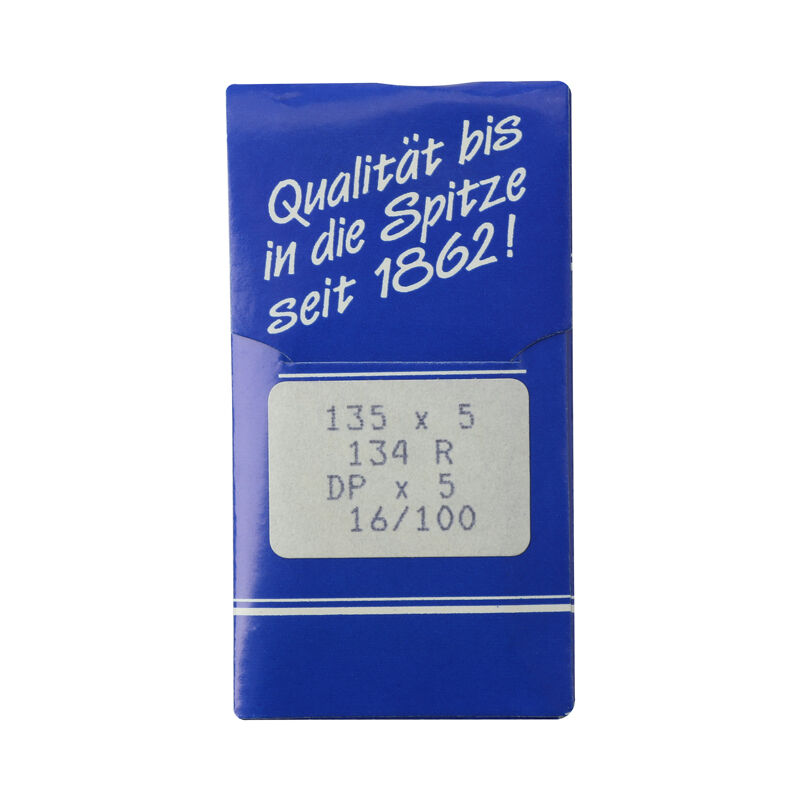 Qualität bis
in die Spitze
seit 1862!
135 x 5
134 R
DP x 5
16/100